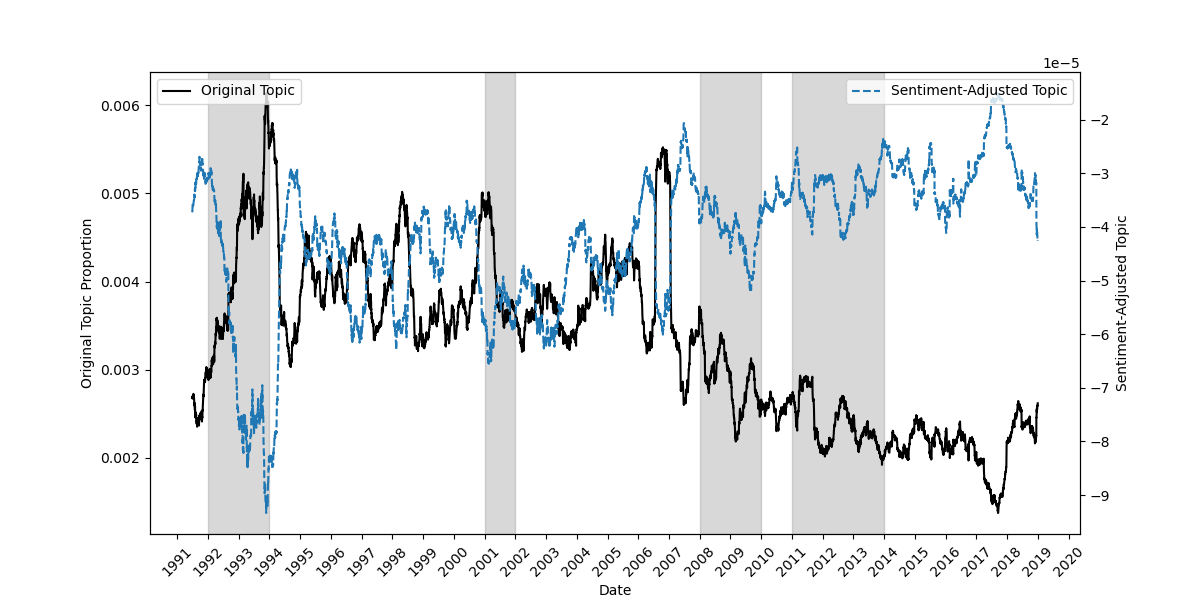 1e−5
Original Topic
Sentiment-Adjusted Topic
0.006
0.005
0.004
0.003
0.002
Original Topic Proportion
−2
−3
−4
−5
−6
−7
−8
−9
Sentiment-Adjusted Topic
1991 1992 1993 1994 1995 1996 1997 1998 1999 2000 2001 2002 2003 2004 2005 2006 2007 2008 2009 2010 2011 2012 2013 2014 2015 2016 2017 2018 2019 2020
Date